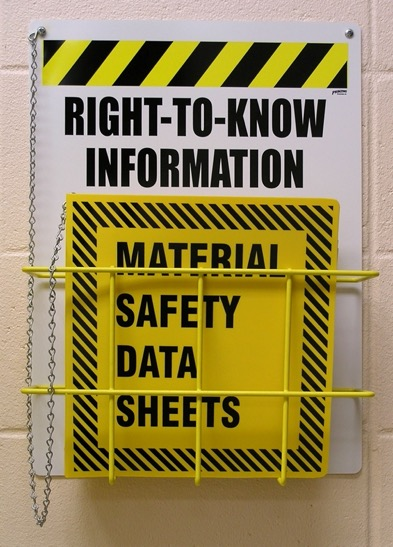 RIGHT-TO-KNOW
INFORMATION
MATERIAL
SAFETY
DATA
SHEETS